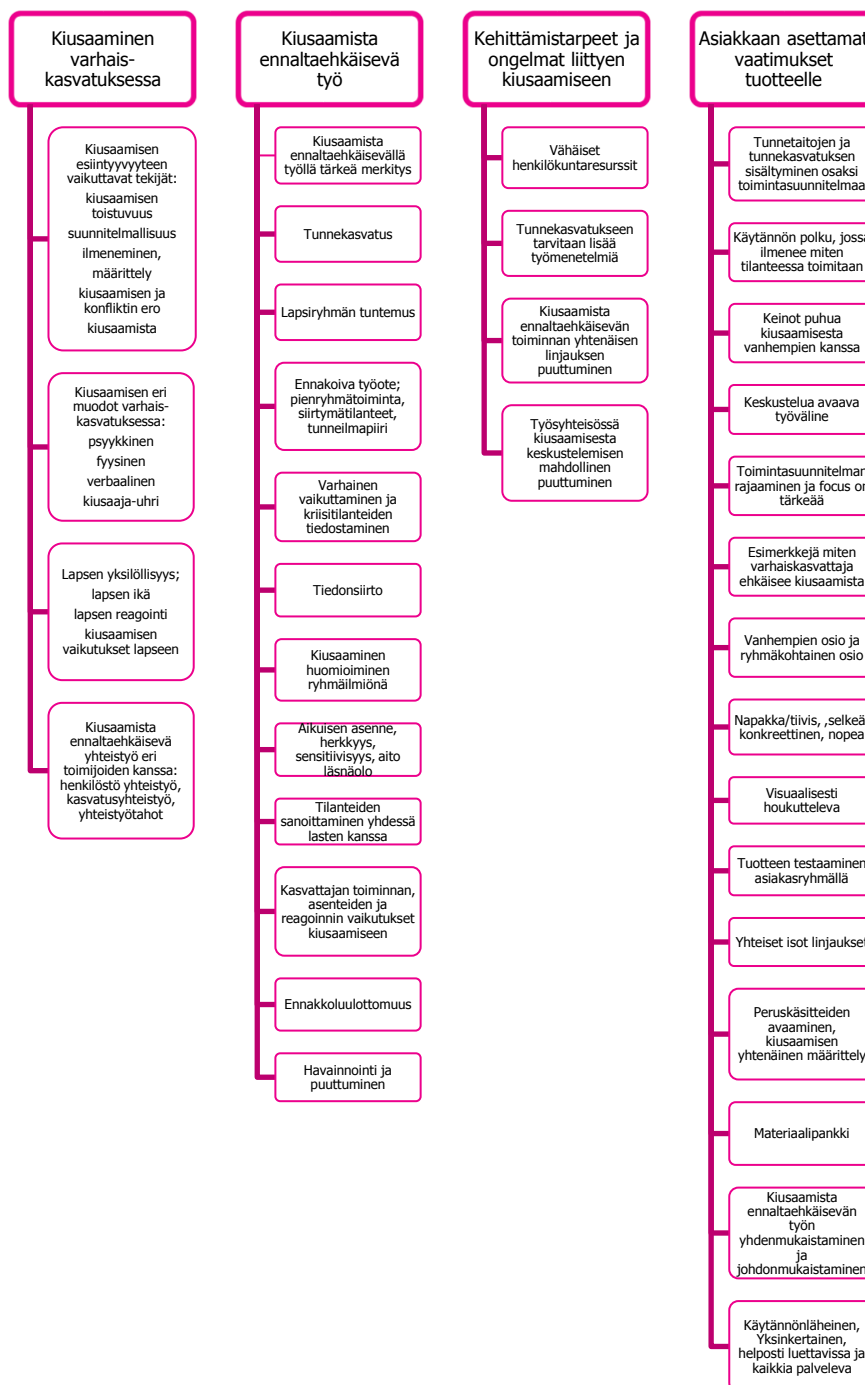 Kiusaaminen
varhais-
kasvatuksessa
Kiusaamisen
esiintyvyyteen
vaikuttavat tekijät:
kiusaamisen
toistuvuus
suunnitelmallisuus
ilmeneminen,
määrittely
kiusaamisen ja
konfliktin ero
kiusaamista
Kiusaamisen eri
muodot varhais-
kasvatuksessa:
psyykkinen
fyysinen
verbaalinen
kiusaaja-uhri
Lapsen yksilöllisyys;
lapsen ikä
lapsen reagointi
kiusaamisen
vaikutukset lapseen
Kiusaamista
ennaltaehkäisevä
yhteistyö eri
toimijoiden kanssa:
henkilöstö yhteistyö,
kasvatusyhteistyö,
yhteistyötahot
Kiusaamista
ennaltaehkäisevä
työ
Kiusaamista
ennaltaehkäisevällä
työllä tärkeä merkitys
Tunnekasvatus
Lapsiryhmän tuntemus
Ennakoiva työote;
pienryhmätoiminta,
siirtymätilanteet,
tunneilmapiiri
Varhainen
vaikuttaminen ja
kriisitilanteiden
tiedostaminen
Tiedonsiirto
Kiusaaminen
huomioiminen
ryhmäilmiönä
Aikuisen asenne,
herkkyys,
sensitiivisyys, aito
läsnäolo
Tilanteiden
sanoittaminen yhdessä
lasten kanssa
Kasvattajan toiminnan,
asenteiden ja
reagoinnin vaikutukset
kiusaamiseen
Ennakkoluulottomuus
Havainnointi ja
puuttuminen
Kehittämistarpeet ja
ongelmat liittyen
kiusaamiseen
Vähäiset
henkilökuntaresurssit
Tunnekasvatukseen
tarvitaan lisää
työmenetelmiä
Kiusaamista
ennaltaehkäisevän
toiminnan yhtenäisen
linjauksen
puuttuminen
Työsyhteisössä
kiusaamisesta
keskustelemisen
mahdollinen
puuttuminen
Asiakkaan asettamat
vaatimukset
tuotteelle
Tunnetaitojen ja
tunnekasvatuksen
sisältyminen osaksi
toimintasuunnitelmaa
Käytännön polku, jossa
ilmenee miten
tilanteessa toimitaan
Keinot puhua
kiusaamisesta
vanhempien kanssa
Keskustelua avaava
työväline
Toimintasuunnitelman
rajaaminen ja focus on
tärkeää
Esimerkkejä miten
varhaiskasvattaja
ehkäisee kiusaamista
Vanhempien osio ja
ryhmäkohtainen osio
Napakka/tiivis, ,selkeä
konkreettinen, nopea
Visuaalisesti
houkutteleva
Tuotteen testaaminen
asiakasryhmällä
Yhteiset isot linjaukset
Peruskäsitteiden
avaaminen,
kiusaamisen
yhtenäinen määrittely
Materiaalipankki
Kiusaamista
ennaltaehkäisevän
työn
yhdenmukaistaminen
ja
johdonmukaistaminen
Käytännönläheinen,
Yksinkertainen,
helposti luettavissa ja
kaikkia palveleva